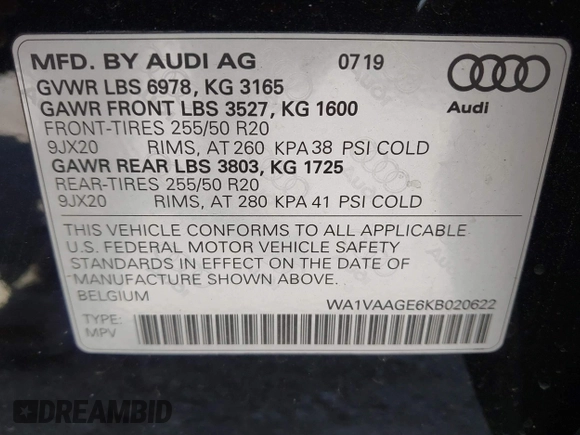 MFD. BY AUDI AG 0719
GVWR LBS 6978, KG 3165
GAWR FRONT LBS 3527, KG 1600
Audi
FRONT-TIRES 255/50 R20
9JX20 RIMS, AT 260 KPA 38 PSI COLD
GAWR REAR LBS 3803, KG 1725
REAR-TIRES 255/50 R20
9JX20 RIMS, AT 280 KPA 41 PSI COLD
THIS VEHICLE CONFORMS TO ALL APPLICABLE
U.S. FEDERAL MOTOR VEHICLE SAFETY
STANDARDS IN EFFECT ON THE DATE OF
MANUFACTURE SHOWN ABOVE.
BELGIUM WA1VAAGE6KB020622
TYPE:
MPV
DREAMBID